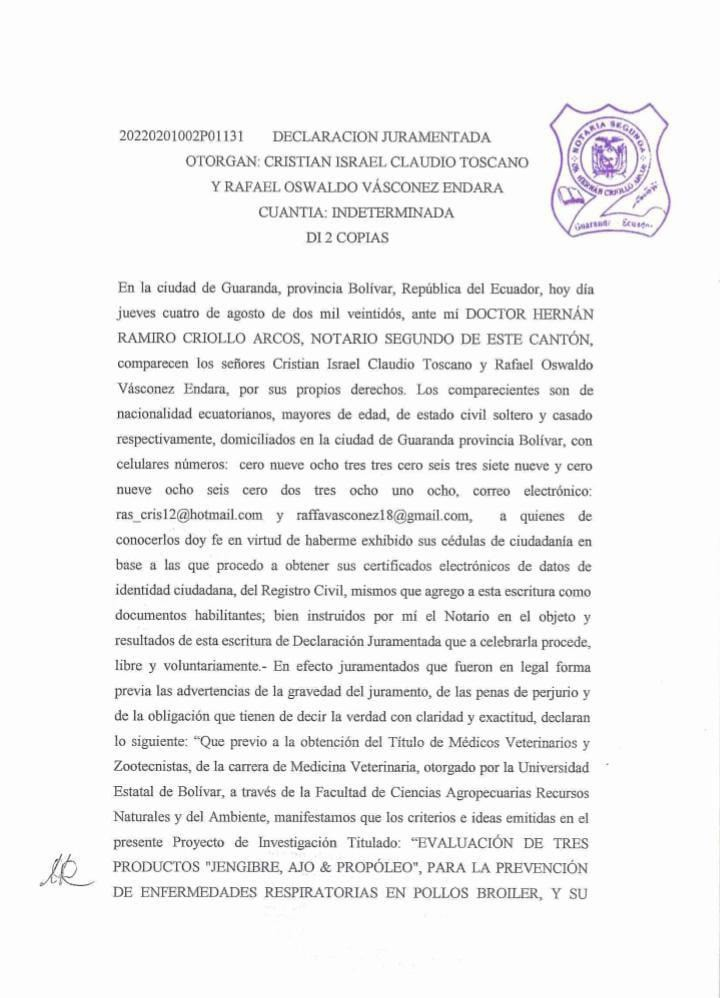 20220201002P01131 DECLARACION JURAMENTADA
OTORGAN: CRISTIAN ISRAEL CLAUDIO TOSCANO
Y RAFAEL OSWALDO VÁSCONEZ ENDARA
CUANTIA: INDETERMINADA
DI 2 COPIAS
NOTARIA SEGUNDA
Guaranda Ecuador
En la ciudad de Guaranda, provincia Bolívar, República del Ecuador, hoy día
jueves cuatro de agosto de dos mil veintidós, ante mí DOCTOR HERNÁN
RAMIRO CRIOLLO ARCOS, NOTARIO SEGUNDO DE ESTE CANTÓN,
comparecen los señores Cristian Israel Claudio Toscano y Rafael Oswaldo
Vásconez Endara, por sus propios derechos. Los comparecientes son de
nacionalidad ecuatorianos, mayores de edad, de estado civil soltero y casado
respectivamente, domiciliados en la ciudad de Guaranda provincia Bolívar, con
celulares números: cero nueve ocho tres tres cero seis tres siete nueve y cero
nueve ocho seis cero dos tres ocho uno ocho, correo electrónico:
ras_cris12@hotmail.com y raffavasconez18@gmail.com, a quienes de
conocerlos doy fe en virtud de haberme exhibido sus cédulas de ciudadanía en
base a las que procedo a obtener sus certificados electrónicos de datos de
identidad ciudadana, del Registro Civil, mismos que agrego a esta escritura como
documentos habilitantes; bien instruidos por mí el Notario en el objeto y
resultados de esta escritura de Declaración Juramentada que a celebrarla procede,
libre y voluntariamente.- En efecto juramentados que fueron en legal forma
previa las advertencias de la gravedad del juramento, de las penas de perjurio y
de la obligación que tienen de decir la verdad con claridad y exactitud, declaran
lo siguiente: “Que previo a la obtención del Título de Médicos Veterinarios y
Zootecnistas, de la carrera de Medicina Veterinaria, otorgado por la Universidad
Estatal de Bolívar, a través de la Facultad de Ciencias Agropecuarias Recursos
Naturales y del Ambiente, manifestamos que los criterios e ideas emitidas en el
presente Proyecto de Investigación Titulado: “EVALUACIÓN DE TRES
PRODUCTOS "JENGIBRE, AJO & PROPÓLEO", PARA LA PREVENCIÓN
DE ENFERMEDADES RESPIRATORIAS EN POLLOS BROILER, Y SU